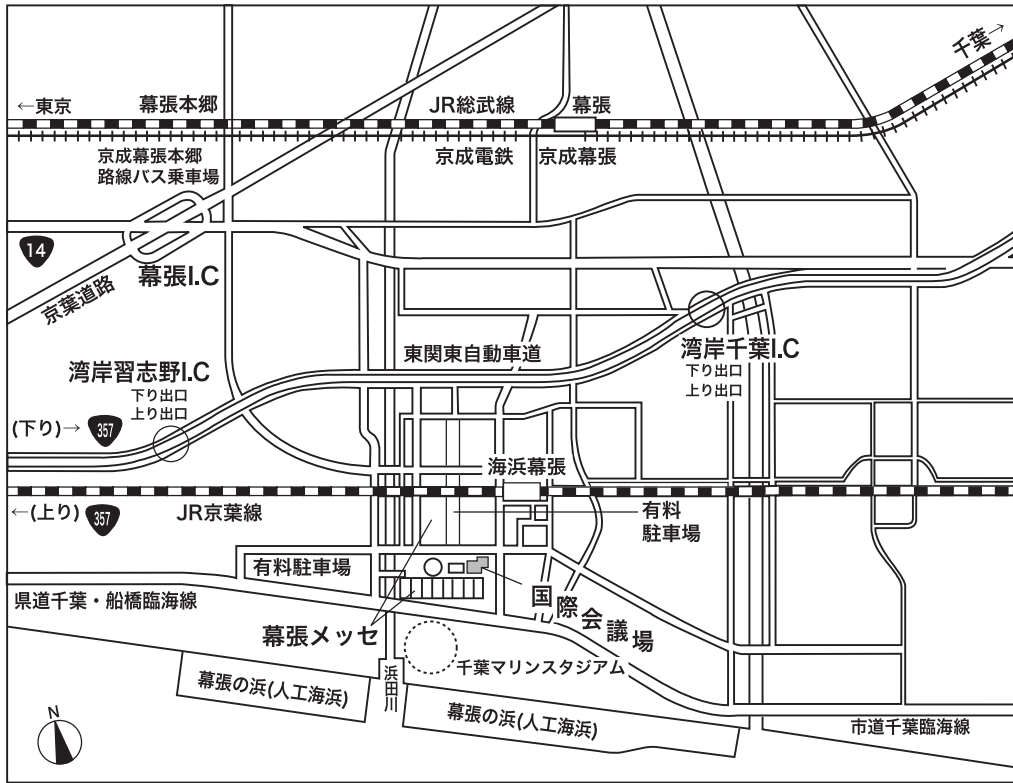 千葉→
←東京
幕張本郷
JR総武線
幕張
京成幕張本郷
路線バス乗車場
京成電鉄
京成幕張
14
幕張I.C
京葉道路
東関東自動車道
湾岸千葉I.C
下り出口
上り出口
湾岸習志野I.C
下り出口
上り出口
(下り)→
357
海浜幕張
←(上り)
357
JR京葉線
有料
駐車場
有料駐車場
国際会議場
県道千葉・船橋臨海線
幕張メッセ
千葉マリンスタジアム
浜田川
幕張の浜(人工海浜)
幕張の浜(人工海浜)
市道千葉臨海線
N